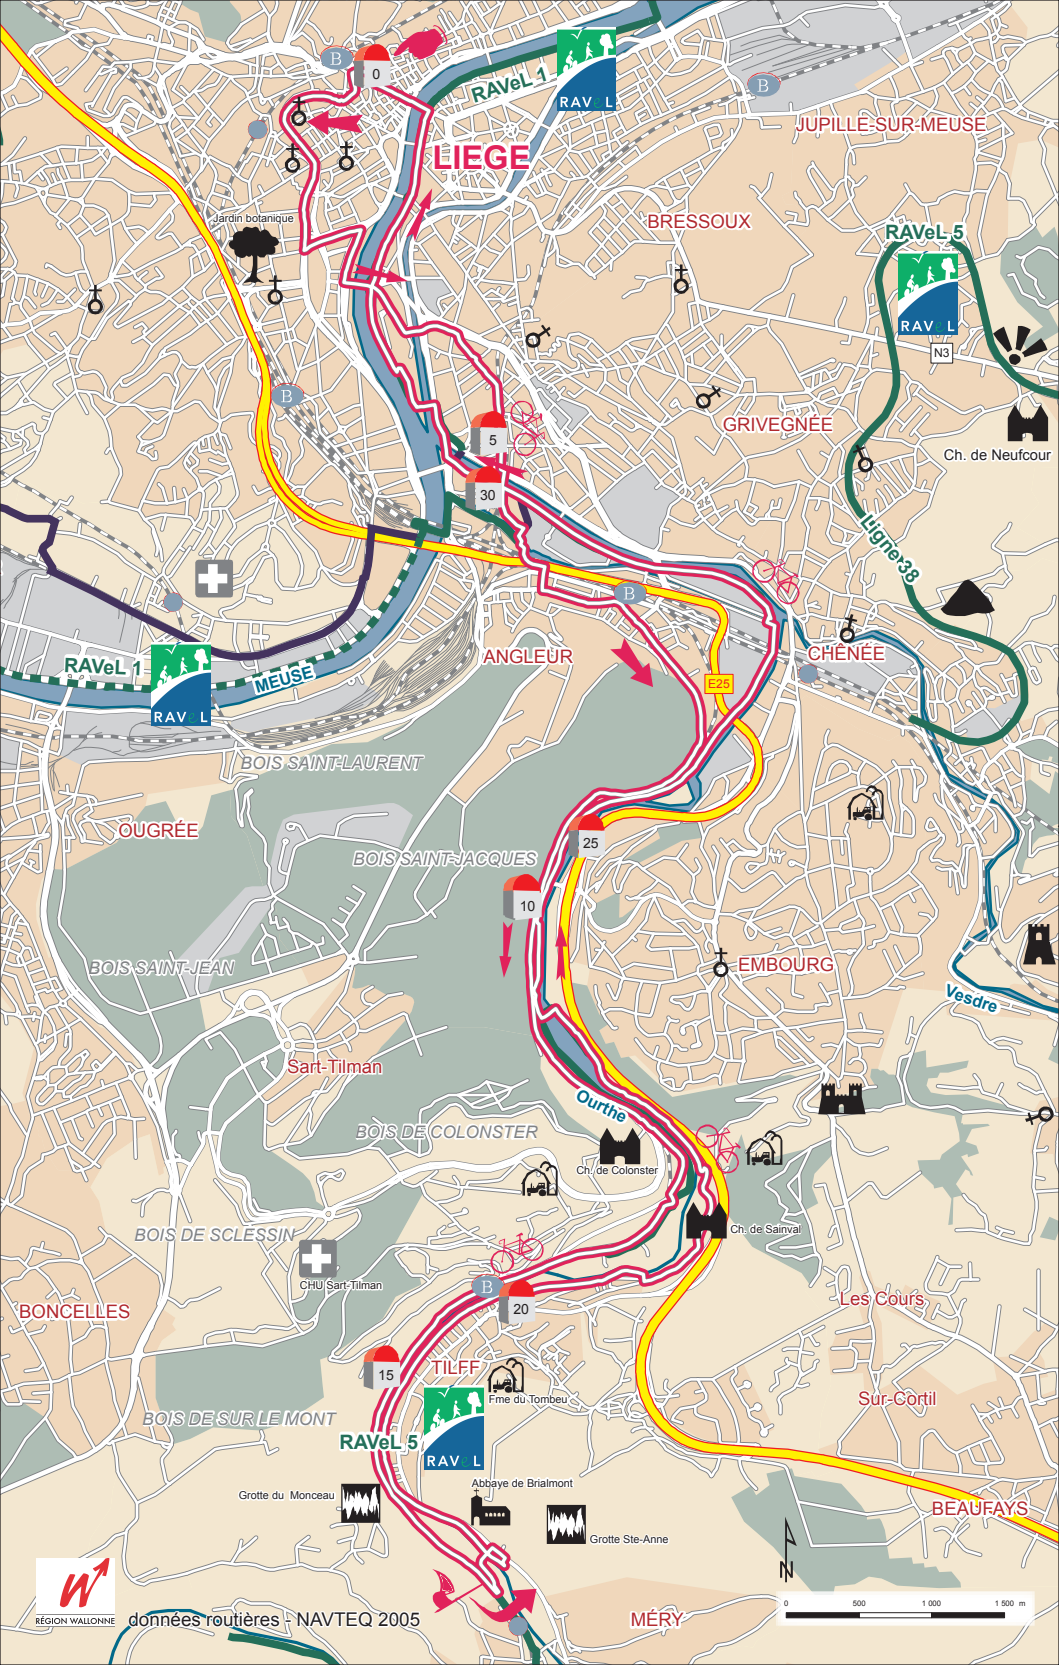 B
0
RAVeL 1
RAVeL
B
JUPILLE-SUR-MEUSE
LIEGE
Jardin botanique
BRESSOUX
RAVeL 5
RAVeL
N3
B
5
GRIVEGNÉE
Ch. de Neufcour
30
Ligne 38
B
CHÊNÉE
ANGLEUR
RAVeL 1
MEUSE
E25
RAVeL
BOIS SAINT-LAURENT
OUGRÉE
25
BOIS SAINT-JACQUES
10
BOIS SAINT-JEAN
EMBOURG
Vesdre
Sart-Tilman
Ourthe
BOIS DE COLONSTER
Ch. de Colonster
Ch. de Sainval
BOIS DE SCLESSIN
CHU Sart-Tilman
B
20
Les Cours
BONCELLES
TILFF
15
Fme du Tombeu
Sur-Cortil
BOIS DE SUR LE MONT
RAVeL 5
RAVeL
Abbaye de Brialmont
Grotte du Monceau
BEAUFAYS
Grotte Ste-Anne
N
RÉGION WALLONNE
données routières - NAVTEQ 2005
MÉRY
0 500 1 000 1 500 m